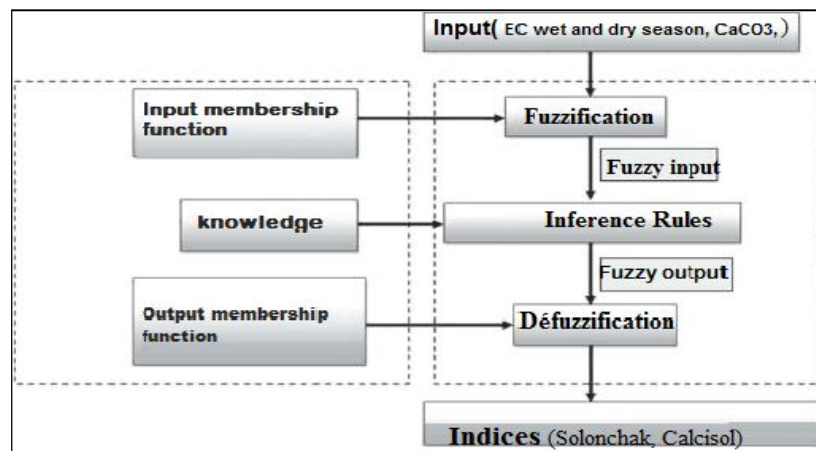 Input( EC wet and dry season, CaCO3,)
Input membership
function
Fuzzification
Fuzzy input
knowledge
Inference Rules
Fuzzy output
Output membership
function
Défuzzification
Indices (Solonchak, Calcisol)